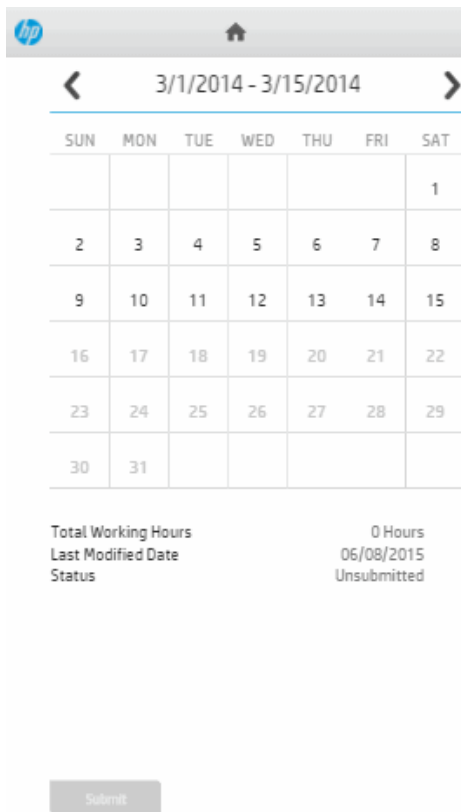 hp
3/1/2014 - 3/15/2014
SUN MON TUE WED THU FRI SAT
1
2 3 4 5 6 7 8
9 10 11 12 13 14 15
16 17 18 19 20 21 22
23 24 25 26 27 28 29
30 31
Total Working Hours 0 Hours
Last Modified Date 06/08/2015
Status Unsubmitted
Submit